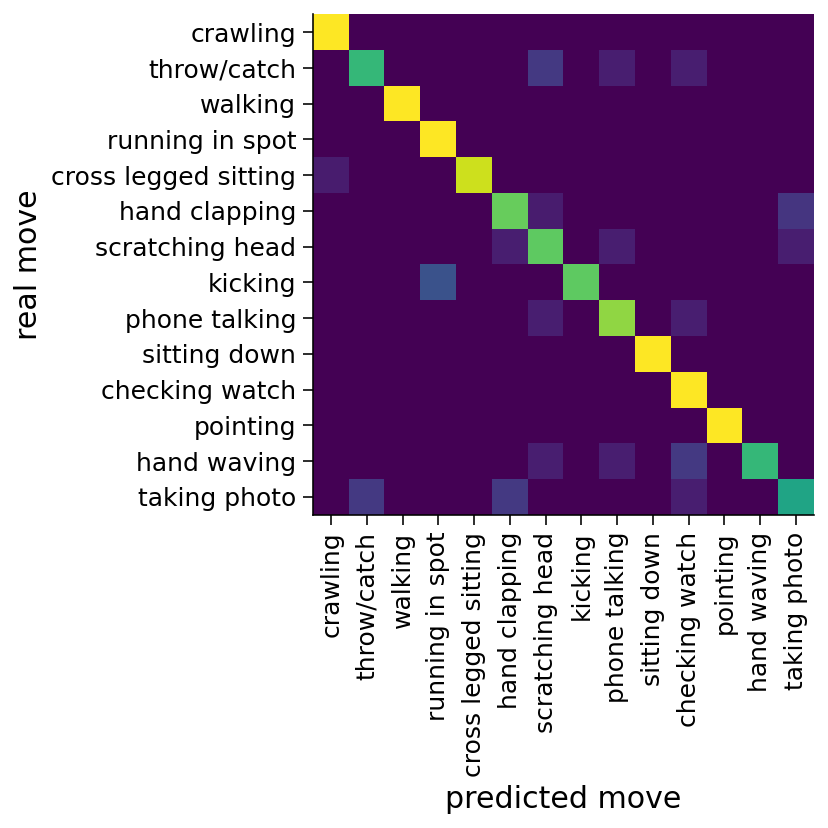 crawling
throw/catch
walking
running in spot
cross legged sitting
hand clapping
scratching head
kicking
phone talking
sitting down
checking watch
pointing
hand waving
taking photo
real move
crawling
throw/catch
walking
running in spot
cross legged sitting
hand clapping
scratching head
kicking
phone talking
sitting down
checking watch
pointing
hand waving
taking photo
predicted move